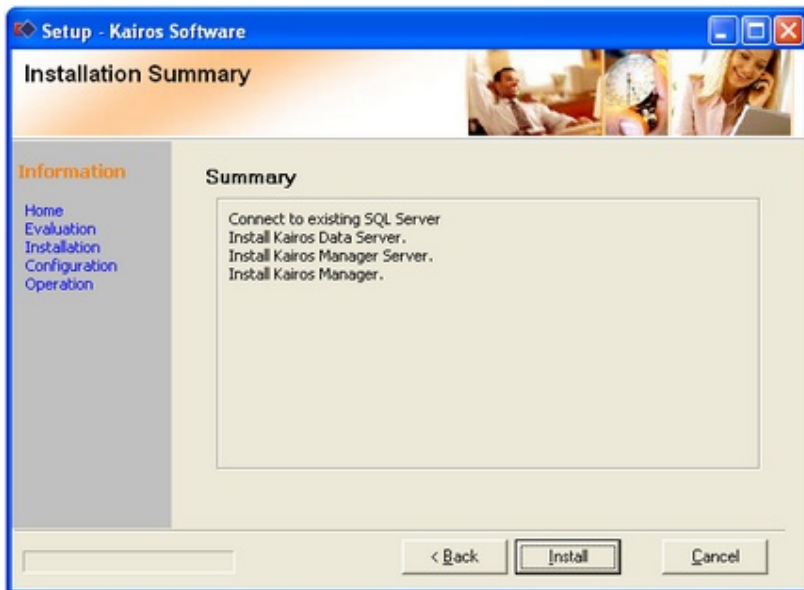 Setup - Kairos Software
Installation Summary
Information
Home
Evaluation
Installation
Configuration
Operation
Summary
Connect to existing SQL Server
Install Kairos Data Server.
Install Kairos Manager Server.
Install Kairos Manager.
< Back
Install
Cancel